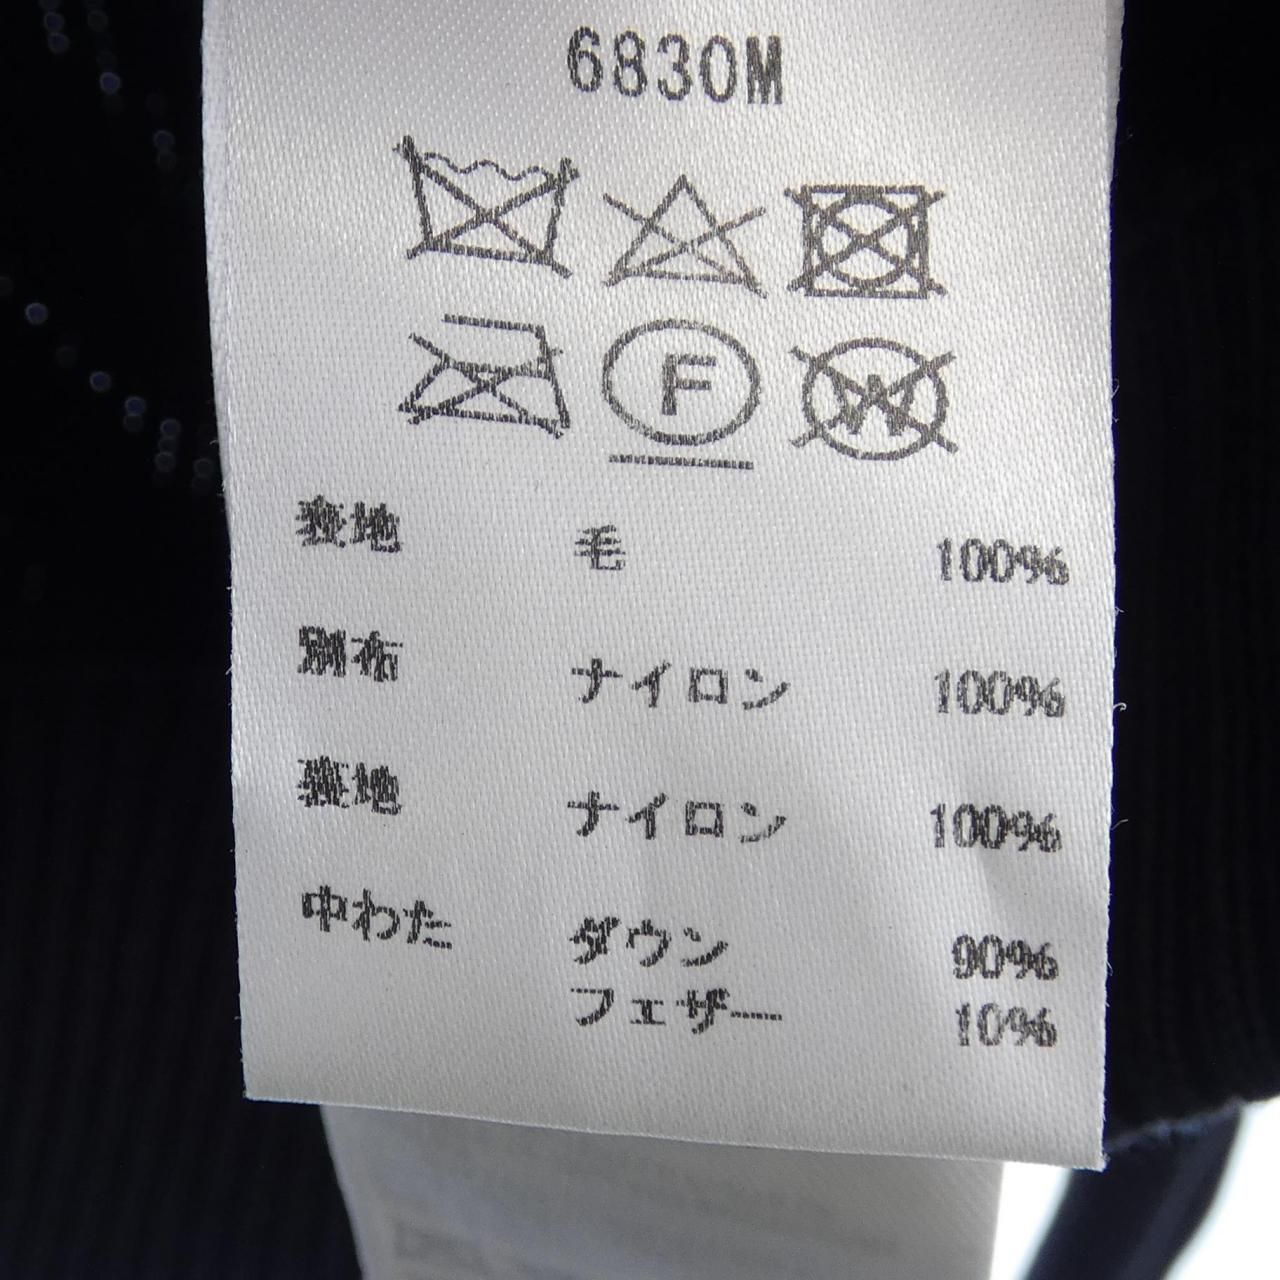 6830M
F
W
表地 毛 100%
別布 ナイロン 100%
裏地 ナイロン 100%
中わた ダウン 90%
フェザー 10%